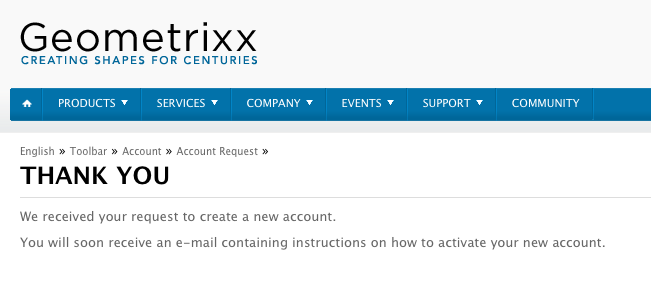 Geometrixx
CREATING SHAPES FOR CENTURIES
PRODUCTS SERVICES COMPANY EVENTS SUPPORT COMMUNITY
English » Toolbar » Account » Account Request »
THANK YOU
We received your request to create a new account.
You will soon receive an e-mail containing instructions on how to activate your new account.